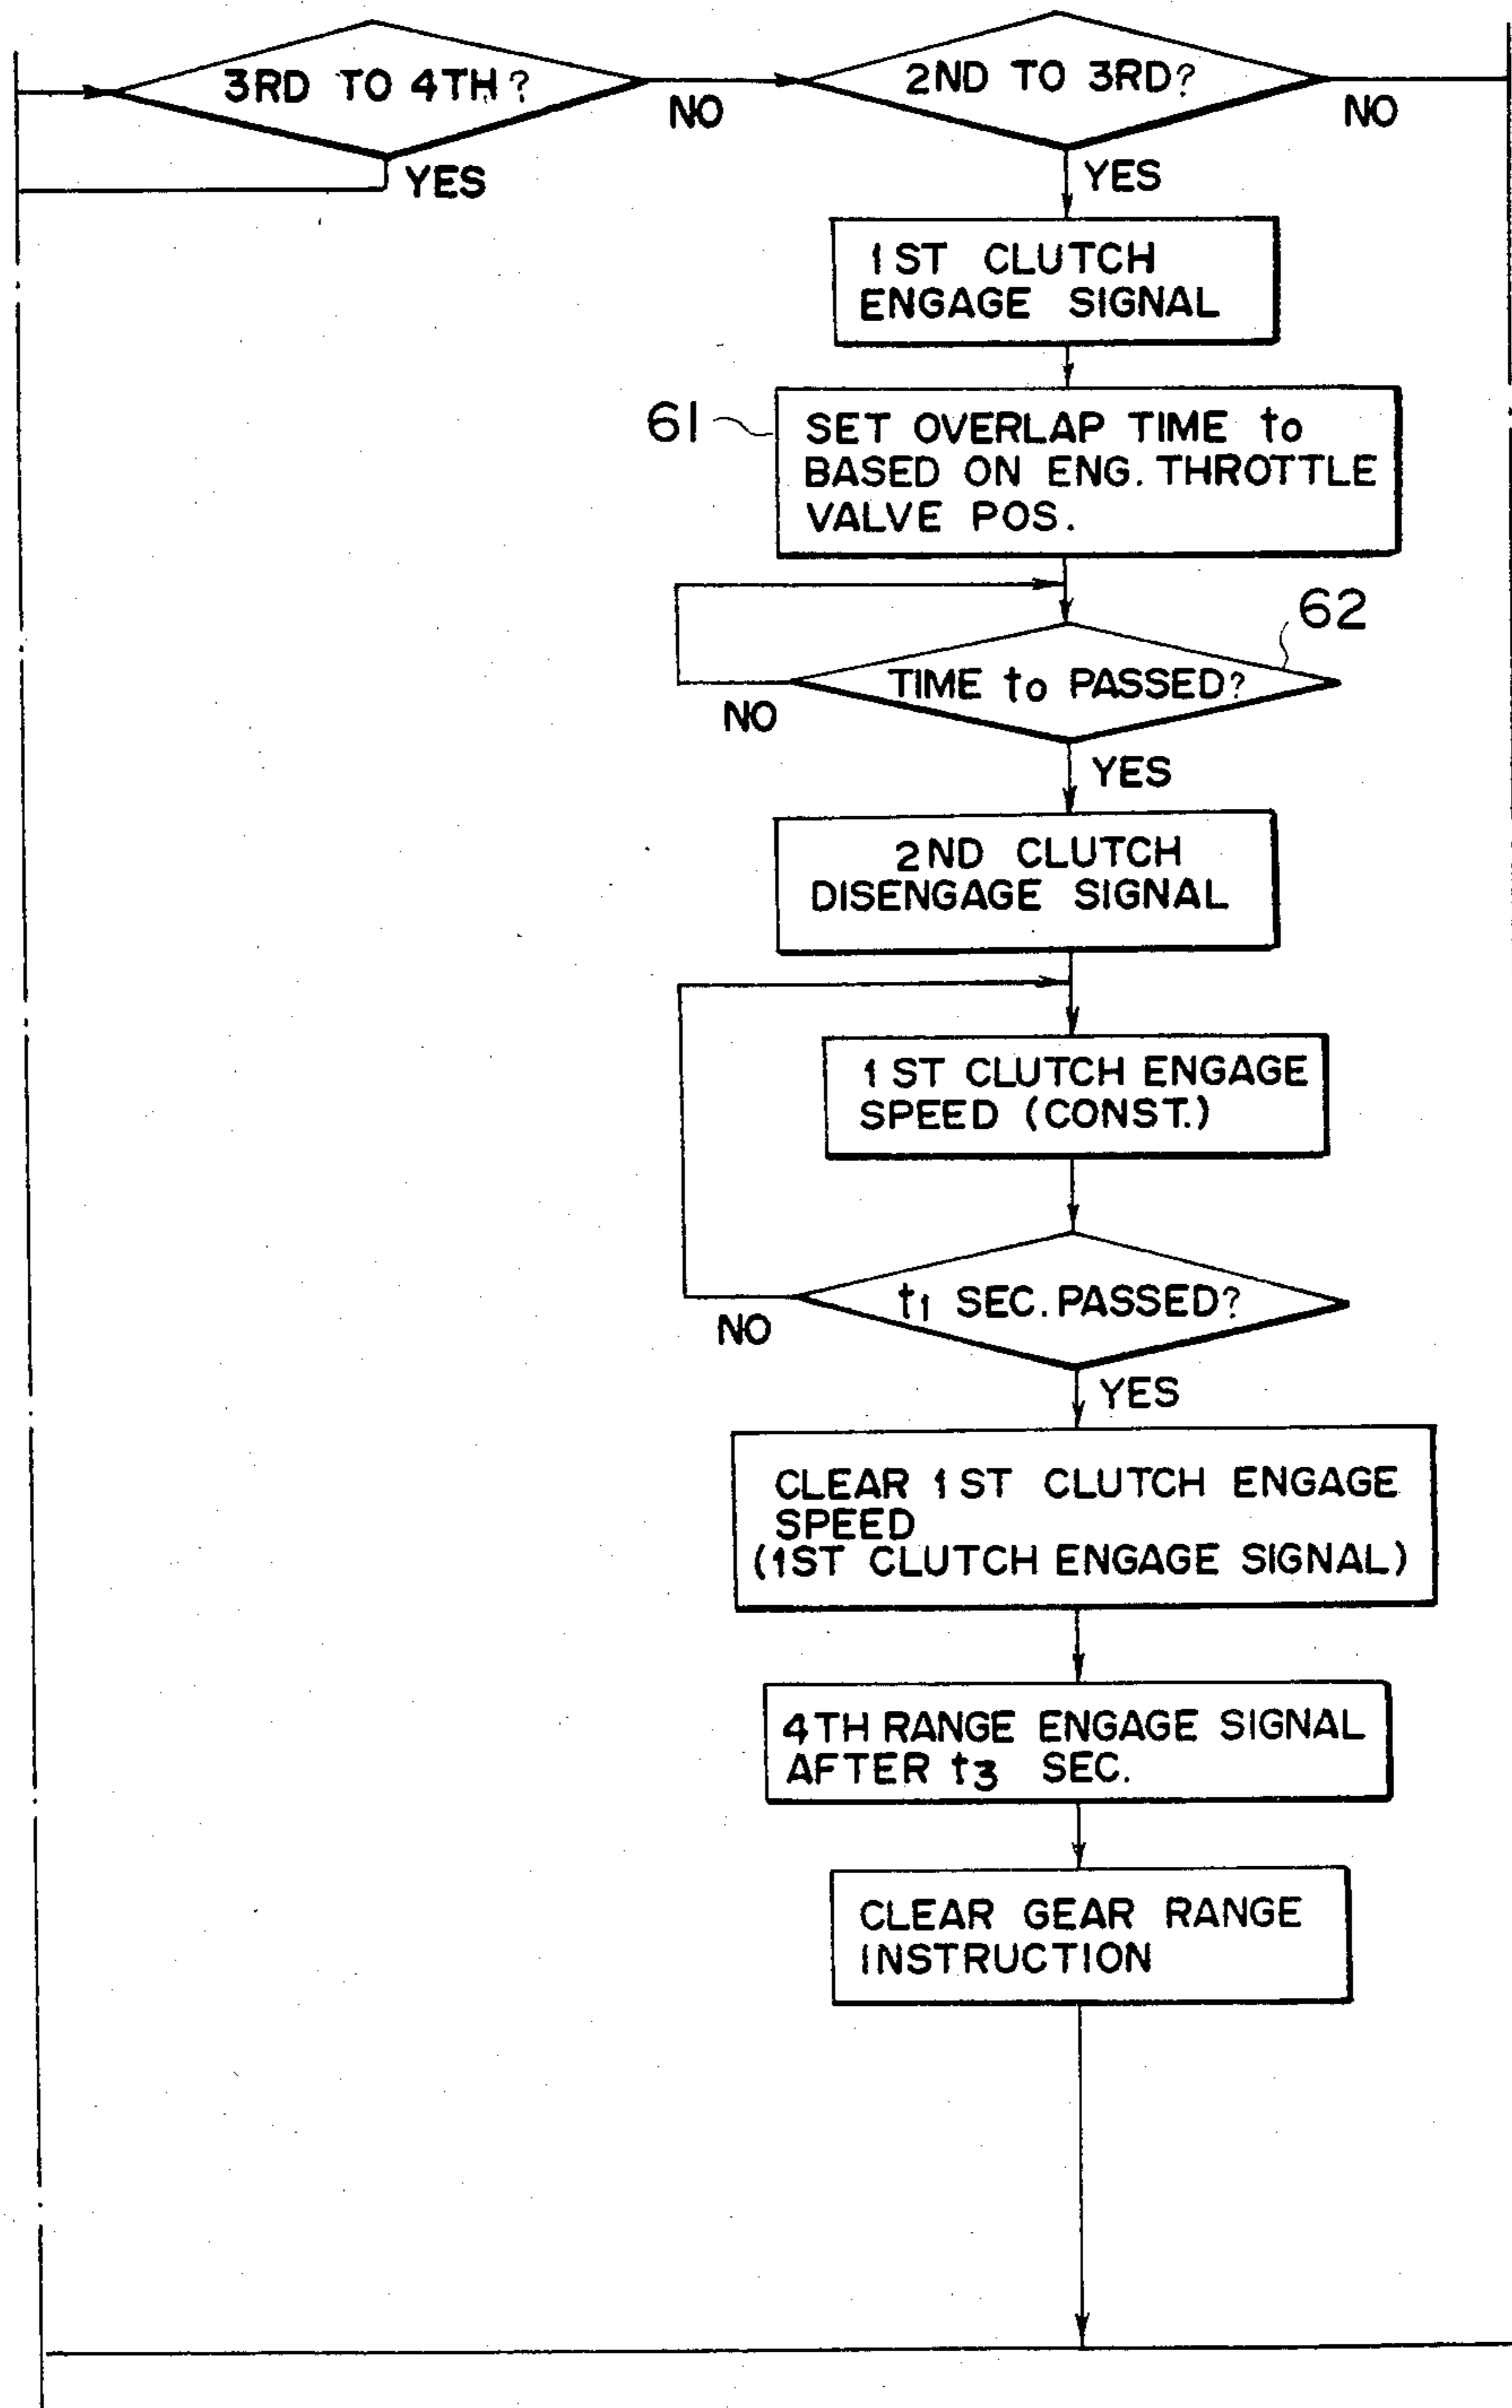 3RD TO 4TH?
NO
YES
2ND TO 3RD?
NO
YES
1ST CLUTCH
ENGAGE SIGNAL
61
SET OVERLAP TIME to
BASED ON ENG. THROTTLE
VALVE POS.
62
TIME to PASSED?
NO
YES
2ND CLUTCH
DISENGAGE SIGNAL
1ST CLUTCH ENGAGE
SPEED (CONST.)
t1 SEC. PASSED?
NO
YES
CLEAR 1ST CLUTCH ENGAGE
SPEED
(1ST CLUTCH ENGAGE SIGNAL)
4TH RANGE ENGAGE SIGNAL
AFTER t3 SEC.
CLEAR GEAR RANGE
INSTRUCTION